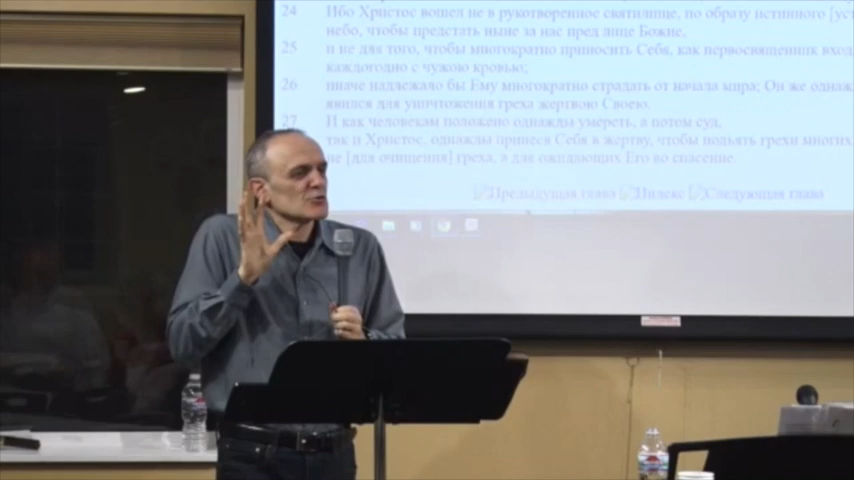 24 Ибо Христос вошел не в рукотворенное святилище, по образу истинного [уст
небо, чтобы предстать ныне за нас пред лице Божие,
25 и не для того, чтобы многократно приносить Себя, как первосвященник вход
каждогодно с чужою кровью;
26 иначе надлежало бы Ему многократно страдать от начала мира; Он же однаж
явился для уничтожения греха жертвою Своею.
27 И как человекам положено однажды умереть, а потом суд,
так и Христос, однажды принеся Себя в жертву, чтобы подъять грехи многих,
не [для очищения] греха, а для ожидающих Его во спасение.
Предыдущая глава Индекс Следующая глава